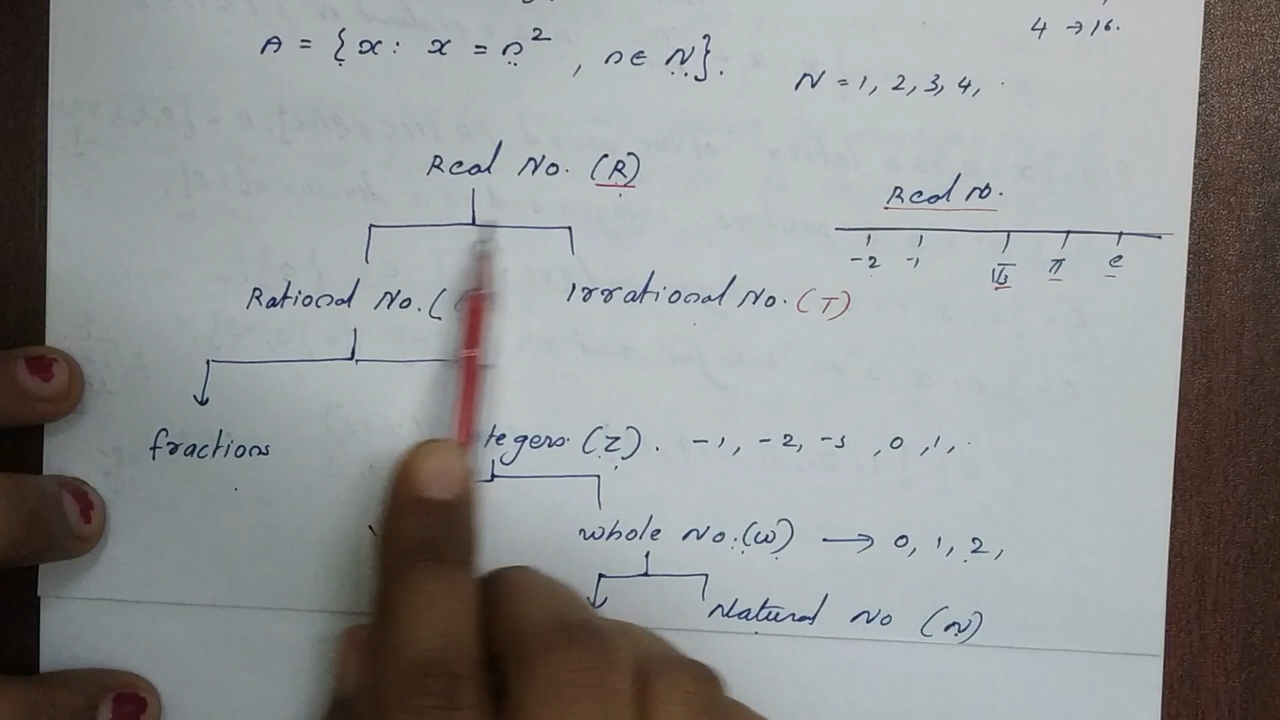 4 → 16.
A = { x : x = n² , n ∈ N}.
N = 1, 2, 3, 4,
Real No. (R)
Real no.
-2 -1 √3 π e
Rational No. (
Irrational No. (T)
fractions
tegers (Z). -1, -2, -3, 0, 1,
Whole No. (W) → 0, 1, 2,
Natural No (N)